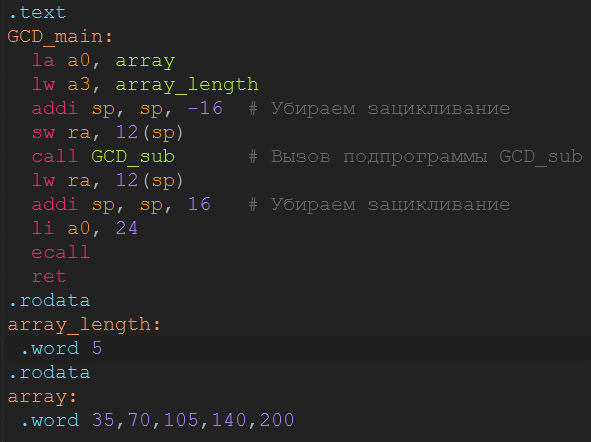 .text
GCD_main:
  la a0, array
  lw a3, array_length
  addi sp, sp, -16  # Убираем зацикливание
  sw ra, 12(sp)
  call GCD_sub      # Вызов подпрограммы GCD_sub
  lw ra, 12(sp)
  addi sp, sp, 16   # Убираем зацикливание
  li a0, 24
  ecall
  ret
.rodata
array_length:
 .word 5
.rodata
array:
 .word 35,70,105,140,200